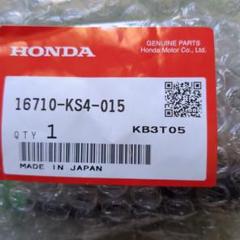 HONDA
GENUINE PARTS
Honda Motor Co., Ltd.
16710-KS4-015
QTY 1
KB3T05
MADE IN JAPAN